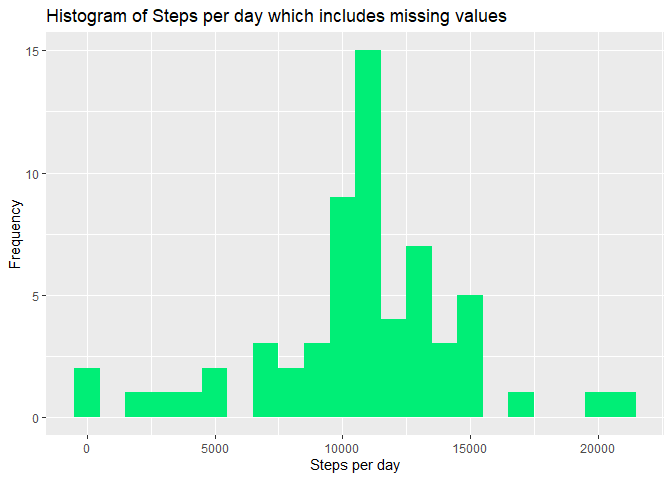 Histogram of Steps per day which includes missing values
15
10
5
0
Frequency
0 5000 10000 15000 20000
Steps per day